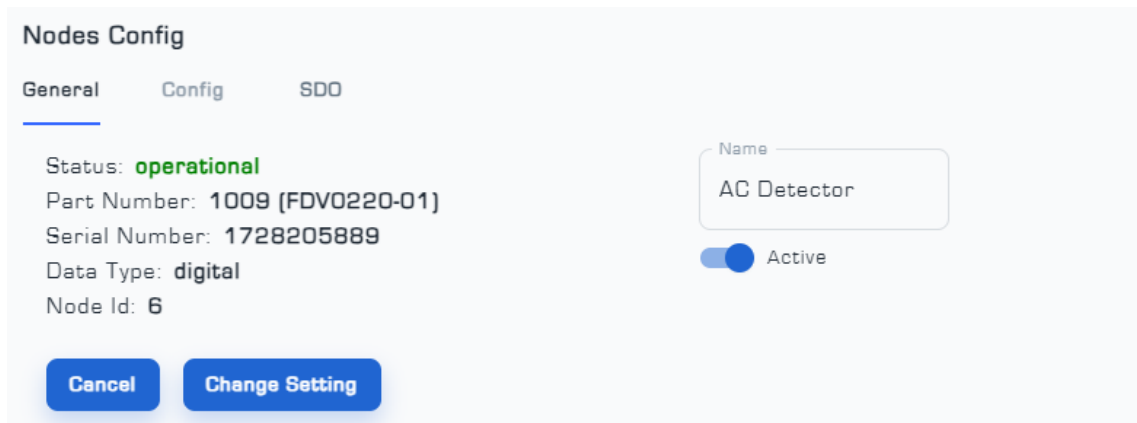 Nodes Config
General Config SDO
Status: operational
Part Number: 1009 (FDV0220-01)
Serial Number: 1728205889
Data Type: digital
Node Id: 6
Name
AC Detector
Active
Cancel Change Setting